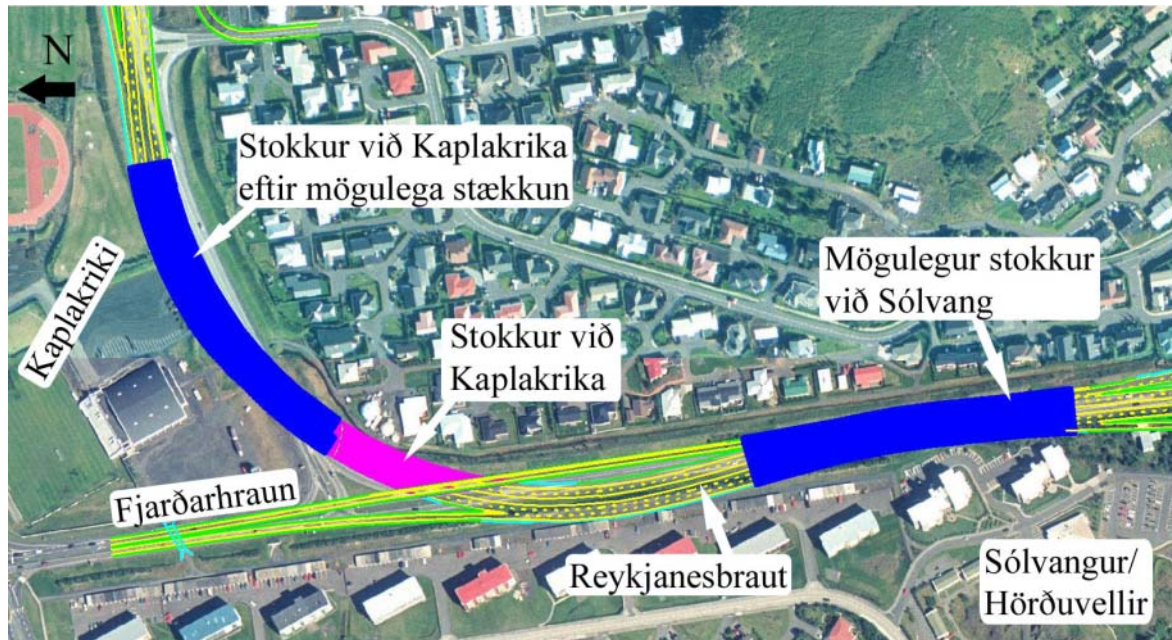 N
Stokkur við Kaplakrika
eftir mögulega stækkun
Kaplakriki
Mögulegur stokkur
við Sólvang
Stokkur við
Kaplakrika
Fjarðarhraun
Reykjanesbraut
Sólvangur/
Hörðuvellir